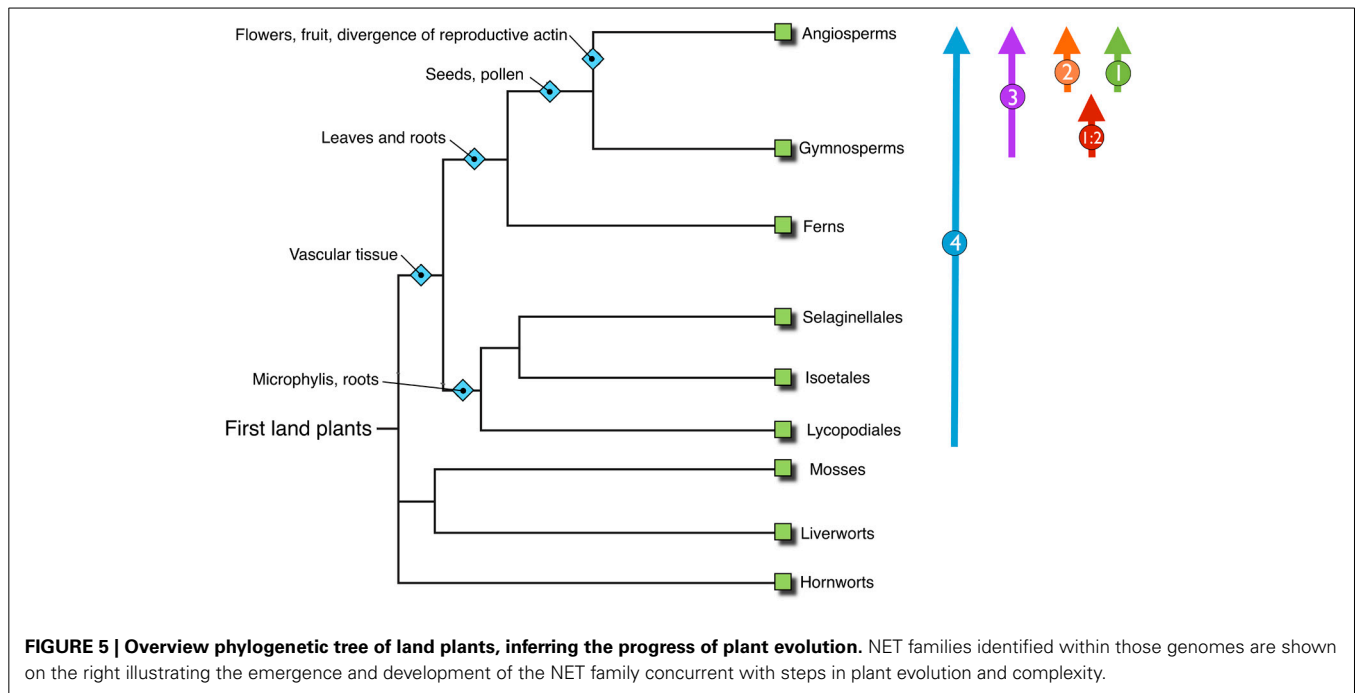 Flowers, fruit, divergence of reproductive actin
Angiosperms
Seeds, pollen
2
1
3
Leaves and roots
1:2
Gymnosperms
Ferns
4
Vascular tissue
Selaginellales
Microphylis, roots
Isoetales
First land plants
Lycopodiales
Mosses
Liverworts
Hornworts
FIGURE 5 | Overview phylogenetic tree of land plants, inferring the progress of plant evolution. NET families identified within those genomes are shown
on the right illustrating the emergence and development of the NET family concurrent with steps in plant evolution and complexity.